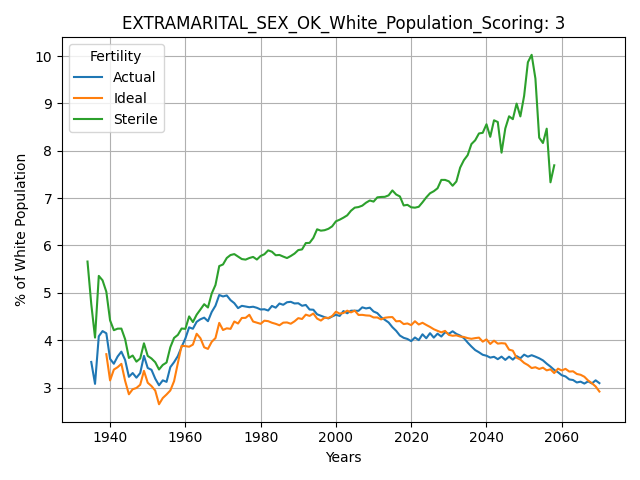 EXTRAMARITAL_SEX_OK_White_Population_Scoring: 3
Fertility
Actual
Ideal
Sterile
% of White Population
10
9
8
7
6
5
4
3
1940
1960
1980
2000
2020
2040
2060
Years